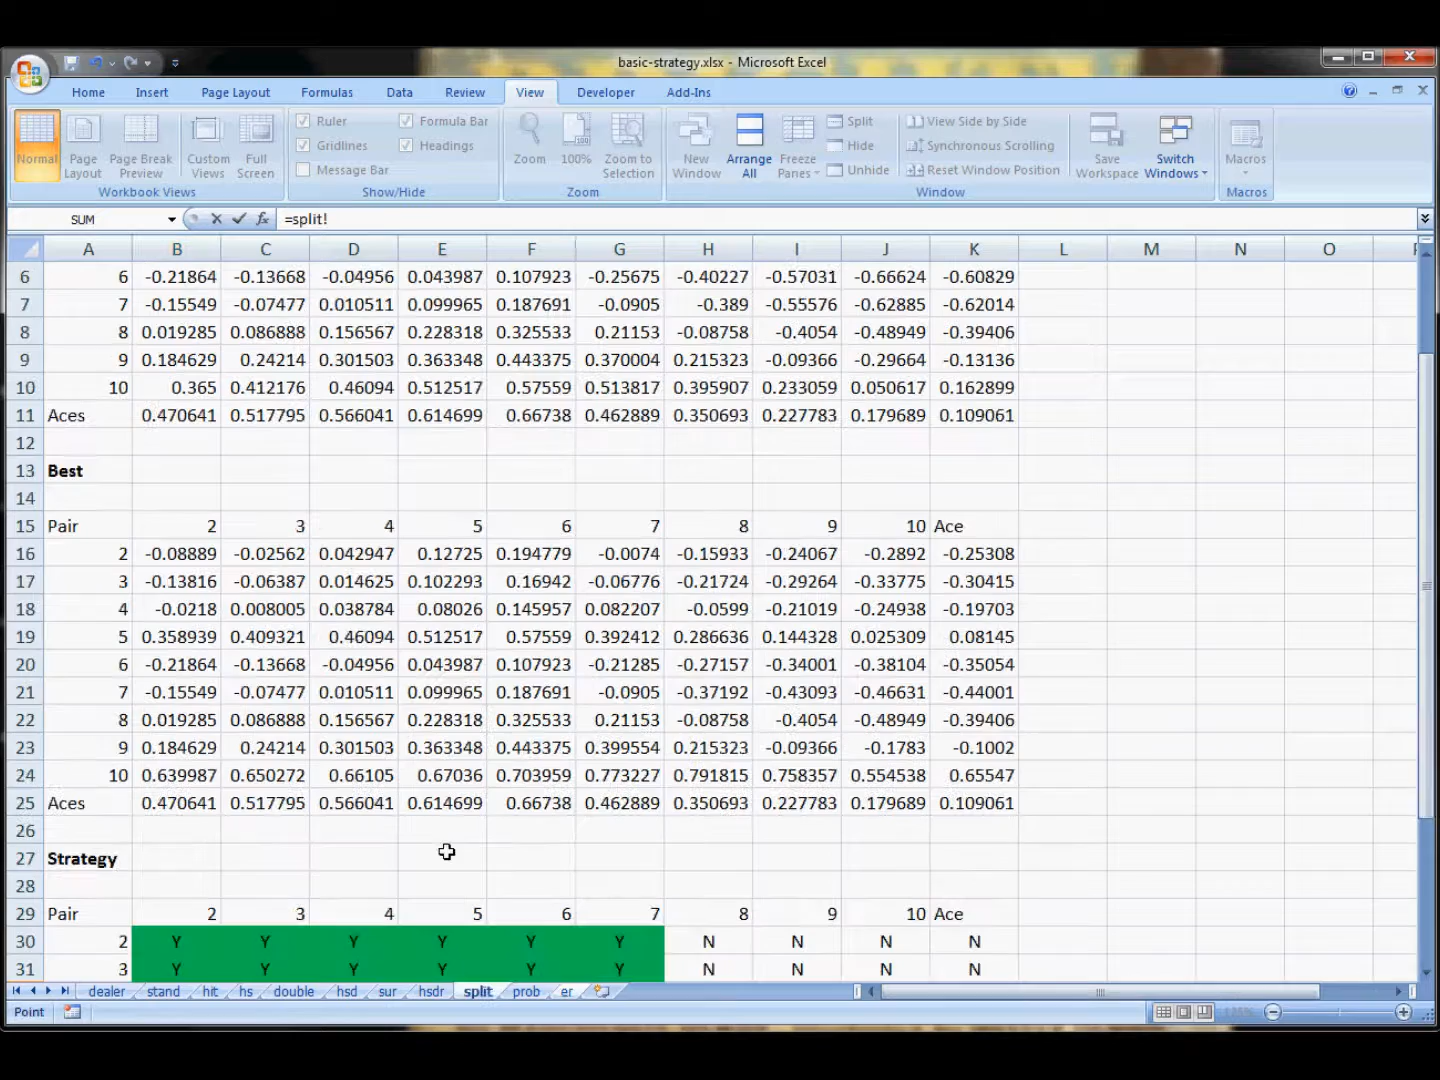 basic-strategy.xlsx - Microsoft Excel
Home Insert Page Layout Formulas Data Review View Developer Add-Ins
Normal Page Layout Page Break Preview Custom Views Full Screen
Workbook Views
Ruler Formula Bar
Gridlines Headings
Message Bar
Show/Hide
Zoom 100% Zoom to Selection
Zoom
New Window Arrange All Freeze Panes
Split
Hide
Unhide
View Side by Side
Synchronous Scrolling
Reset Window Position
Save Workspace Switch Windows
Window
Macros
Macros
SUM =split!
A B C D E F G H I J K L M N O
6 6 -0.21864 -0.13668 -0.04956 0.043987 0.107923 -0.25675 -0.40227 -0.57031 -0.66624 -0.60829
7 7 -0.15549 -0.07477 0.010511 0.099965 0.187691 -0.0905 -0.389 -0.55576 -0.62885 -0.62014
8 8 0.019285 0.086888 0.156567 0.228318 0.325533 0.21153 -0.08758 -0.4054 -0.48949 -0.39406
9 9 0.184629 0.24214 0.301503 0.363348 0.443375 0.370004 0.215323 -0.09366 -0.29664 -0.13136
10 10 0.365 0.412176 0.46094 0.512517 0.57559 0.513817 0.395907 0.233059 0.050617 0.162899
11 Aces 0.470641 0.517795 0.566041 0.614699 0.66738 0.462889 0.350693 0.227783 0.179689 0.109061
12
13 Best
14
15 Pair 2 3 4 5 6 7 8 9 10 Ace
16 2 -0.08889 -0.02562 0.042947 0.12725 0.194779 -0.0074 -0.15933 -0.24067 -0.2892 -0.25308
17 3 -0.13816 -0.06387 0.014625 0.102293 0.16942 -0.06776 -0.21724 -0.29264 -0.33775 -0.30415
18 4 -0.0218 0.008005 0.038784 0.08026 0.145957 0.082207 -0.0599 -0.21019 -0.24938 -0.19703
19 5 0.358939 0.409321 0.46094 0.512517 0.57559 0.392412 0.286636 0.144328 0.025309 0.08145
20 6 -0.21864 -0.13668 -0.04956 0.043987 0.107923 -0.21285 -0.27157 -0.34001 -0.38104 -0.35054
21 7 -0.15549 -0.07477 0.010511 0.099965 0.187691 -0.0905 -0.37192 -0.43093 -0.46631 -0.44001
22 8 0.019285 0.086888 0.156567 0.228318 0.325533 0.21153 -0.08758 -0.4054 -0.48949 -0.39406
23 9 0.184629 0.24214 0.301503 0.363348 0.443375 0.399554 0.215323 -0.09366 -0.1783 -0.1002
24 10 0.639987 0.650272 0.66105 0.67036 0.703959 0.773227 0.791815 0.758357 0.554538 0.65547
25 Aces 0.470641 0.517795 0.566041 0.614699 0.66738 0.462889 0.350693 0.227783 0.179689 0.109061
26
27 Strategy
28
29 Pair 2 3 4 5 6 7 8 9 10 Ace
30 2 Y Y Y Y Y Y N N N N
31 3 Y Y Y Y Y Y N N N N
dealer stand hit hs double hsd sur hsdr split prob er
Point